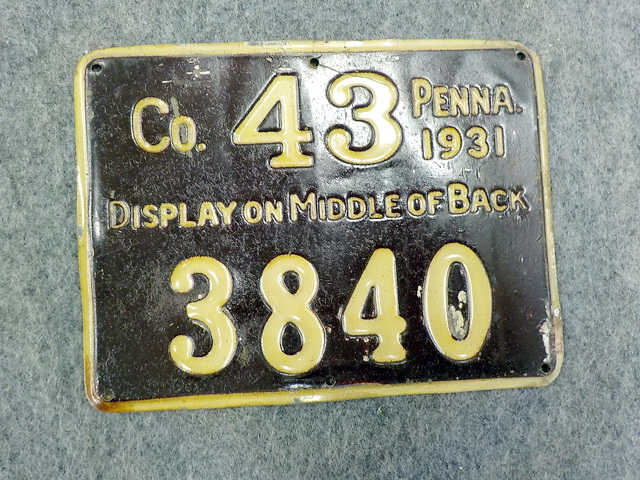 Co. 43 PENNA. 1931
DISPLAY ON MIDDLE OF BACK
3840